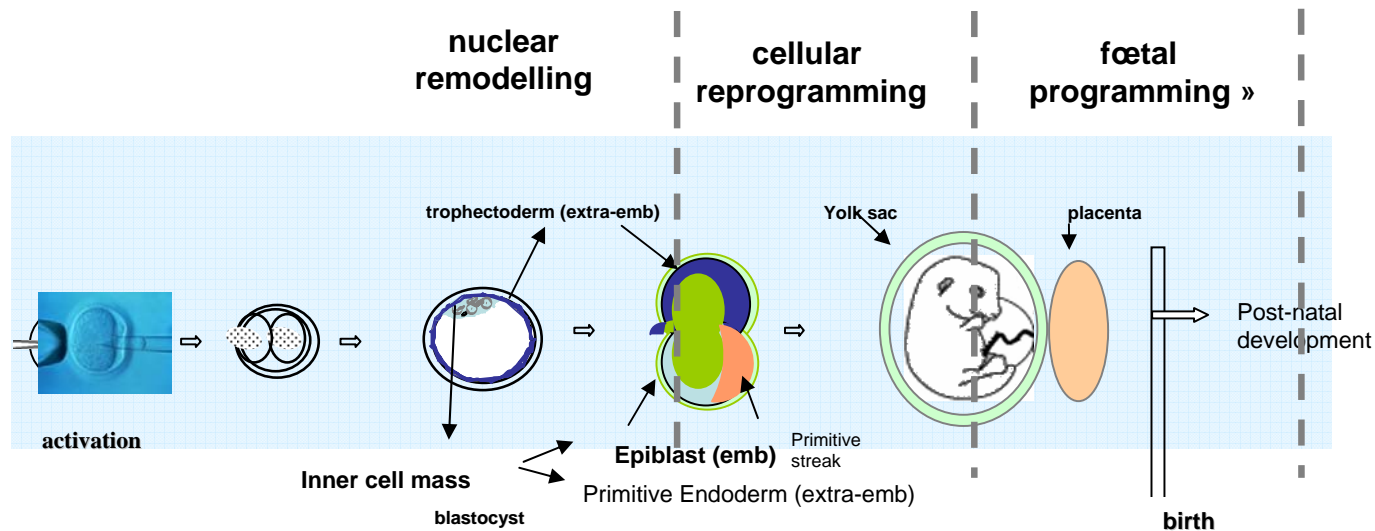 nuclear
remodelling
cellular
reprogramming
fœtal
programming »
trophectoderm (extra-emb)
Yolk sac
placenta
Post-natal
development
activation
Epiblast (emb)
Primitive
streak
Inner cell mass
Primitive Endoderm (extra-emb)
blastocyst
birth